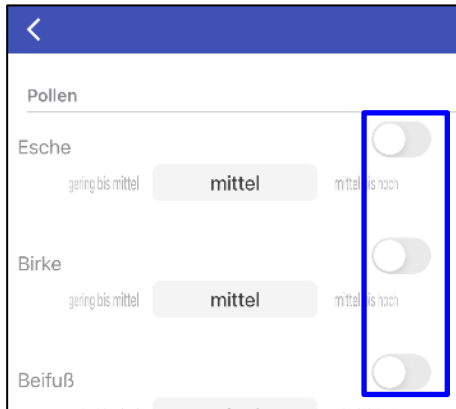 Pollen
Esche
gering bis mittel mittel mittel bis hoch
Birke
gering bis mittel mittel mittel bis hoch
Beifuß